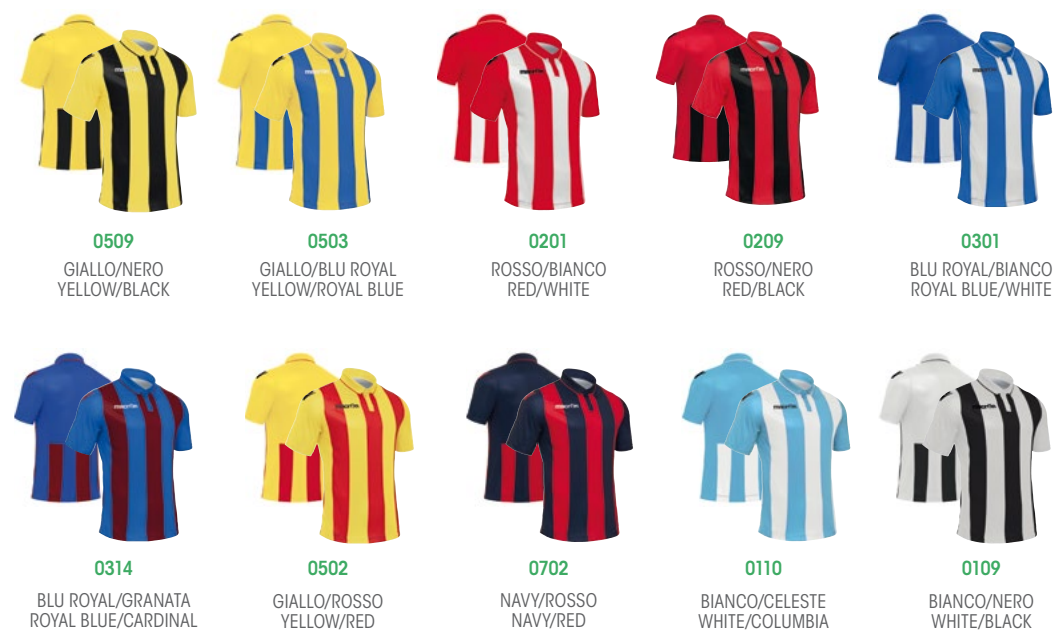 0509
GIALLO/NERO
YELLOW/BLACK
0503
GIALLO/BLU ROYAL
YELLOW/ROYAL BLUE
0201
ROSSO/BIANCO
RED/WHITE
0209
ROSSO/NERO
RED/BLACK
0301
BLU ROYAL/BIANCO
ROYAL BLUE/WHITE
0314
BLU ROYAL/GRANATA
ROYAL BLUE/CARDINAL
0502
GIALLO/ROSSO
YELLOW/RED
0702
NAVY/ROSSO
NAVY/RED
0110
BIANCO/CELESTE
WHITE/COLUMBIA
0109
BIANCO/NERO
WHITE/BLACK